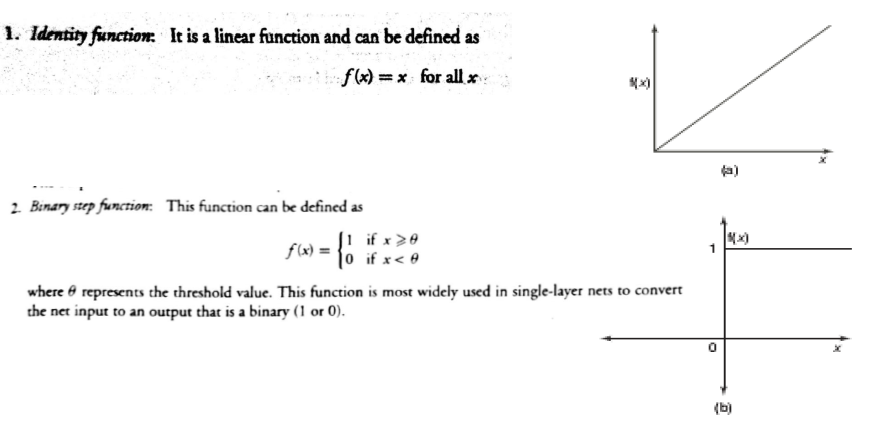 1. Identity function: It is a linear function and can be defined as
f(x) = x for all x
f(x)
x
(a)
2. Binary step function: This function can be defined as
f(x) = {1 if x ⩾ θ
0 if x < θ
where θ represents the threshold value. This function is most widely used in single-layer nets to convert
the net input to an output that is a binary (1 or 0).
f(x)
1
0
x
(b)